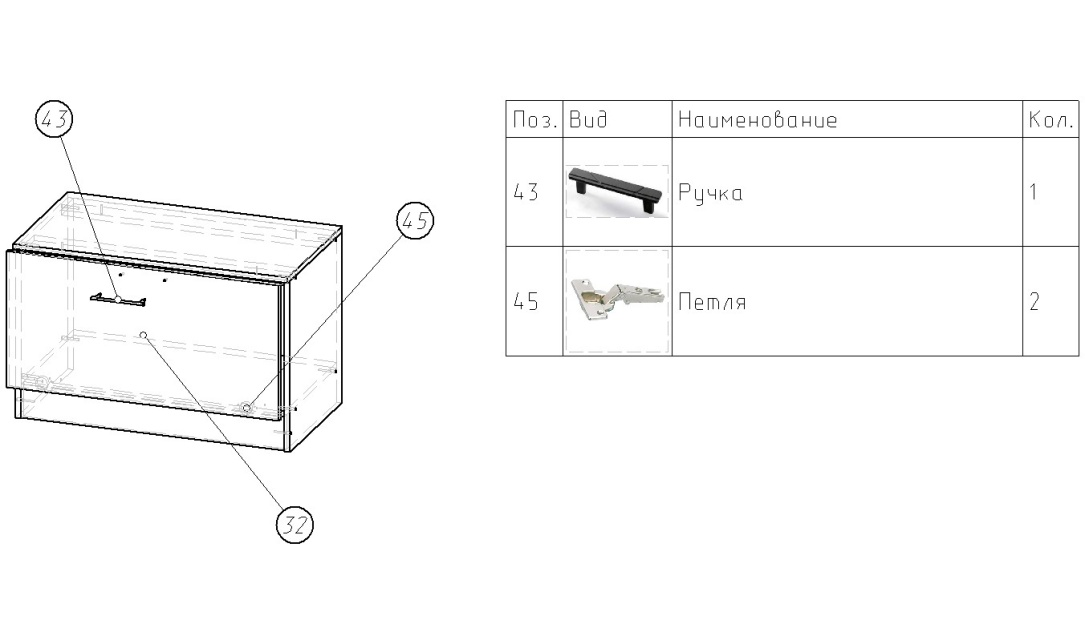 43
45
32
Поз. Вид Наименование Кол.
43 Ручка 1
45 Петля 2